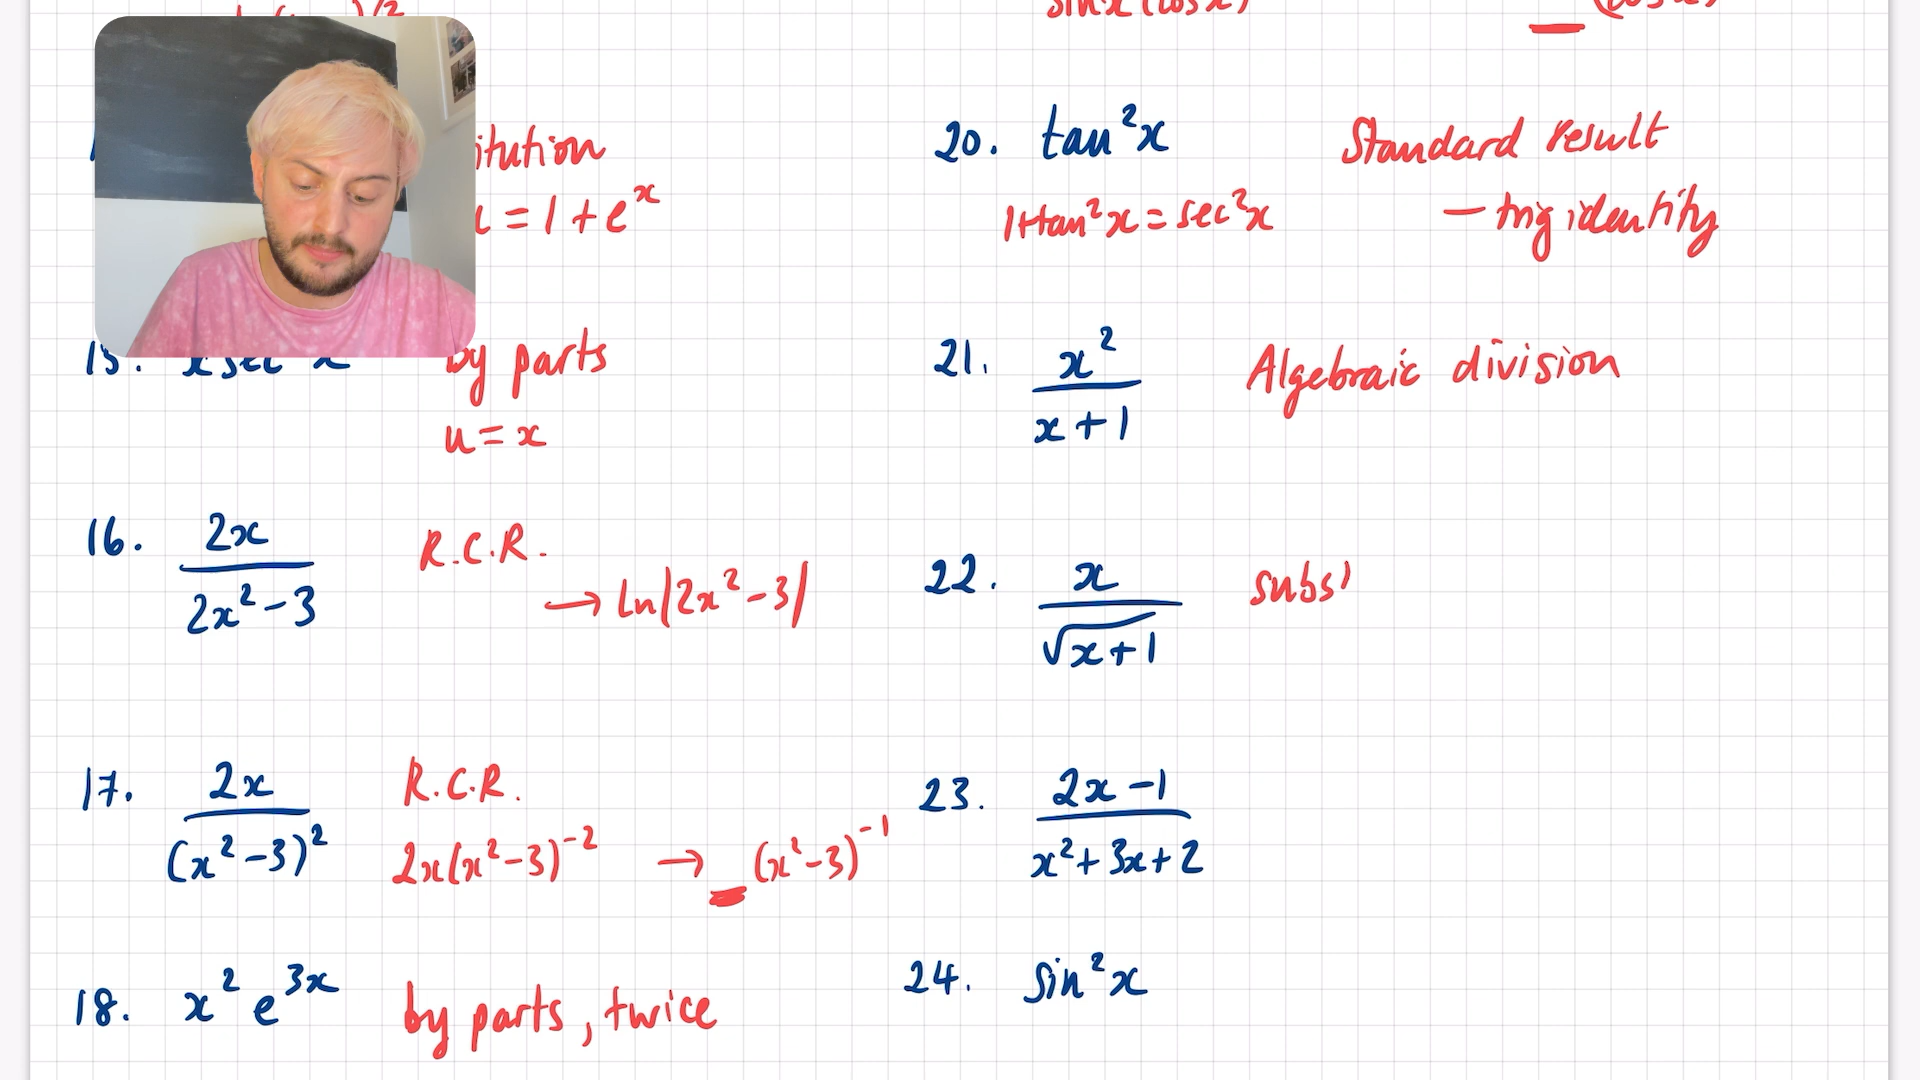 itution
u = 1 + e^x
by parts
u = x
16. 2x / (2x² - 3) R.C.R.
→ ln|2x² - 3|
17. 2x / (x² - 3)² R.C.R.
2x(x² - 3)^-2 → (x² - 3)^-1
18. x² e^3x by parts, twice
20. tan²x Standard result
1 + tan²x = sec²x - trig identity
21. x² / (x + 1) Algebraic division
22. x / √(x + 1) subst
23. (2x - 1) / (x² + 3x + 2)
24. sin²x